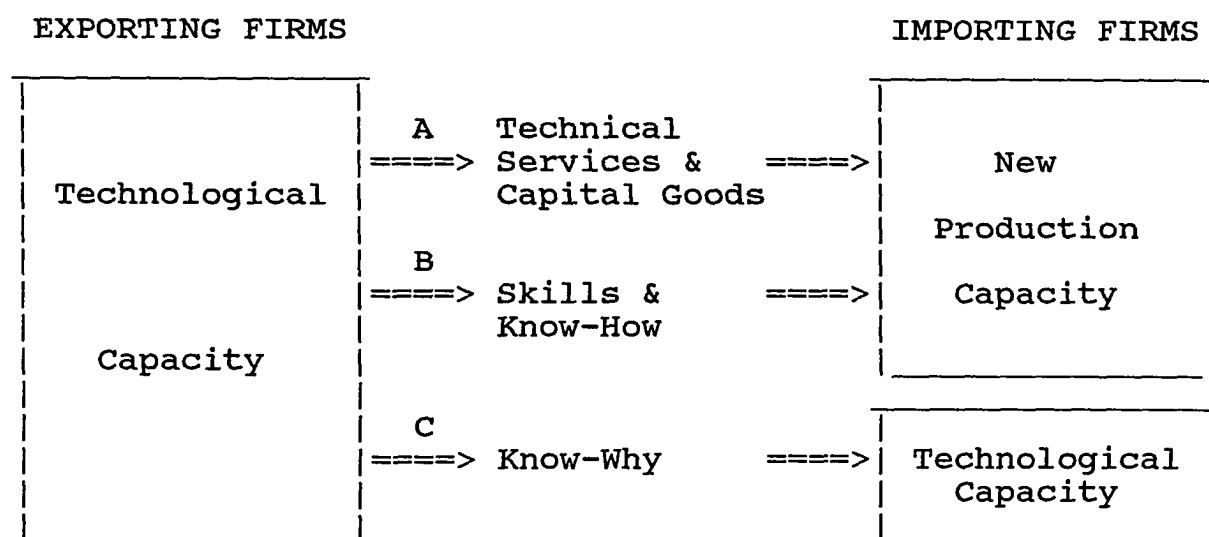 EXPORTING FIRMS
IMPORTING FIRMS
Technological
Capacity
A
Technical
Services &
Capital Goods
B
Skills &
Know-How
C
Know-Why
New
Production
Capacity
Technological
Capacity